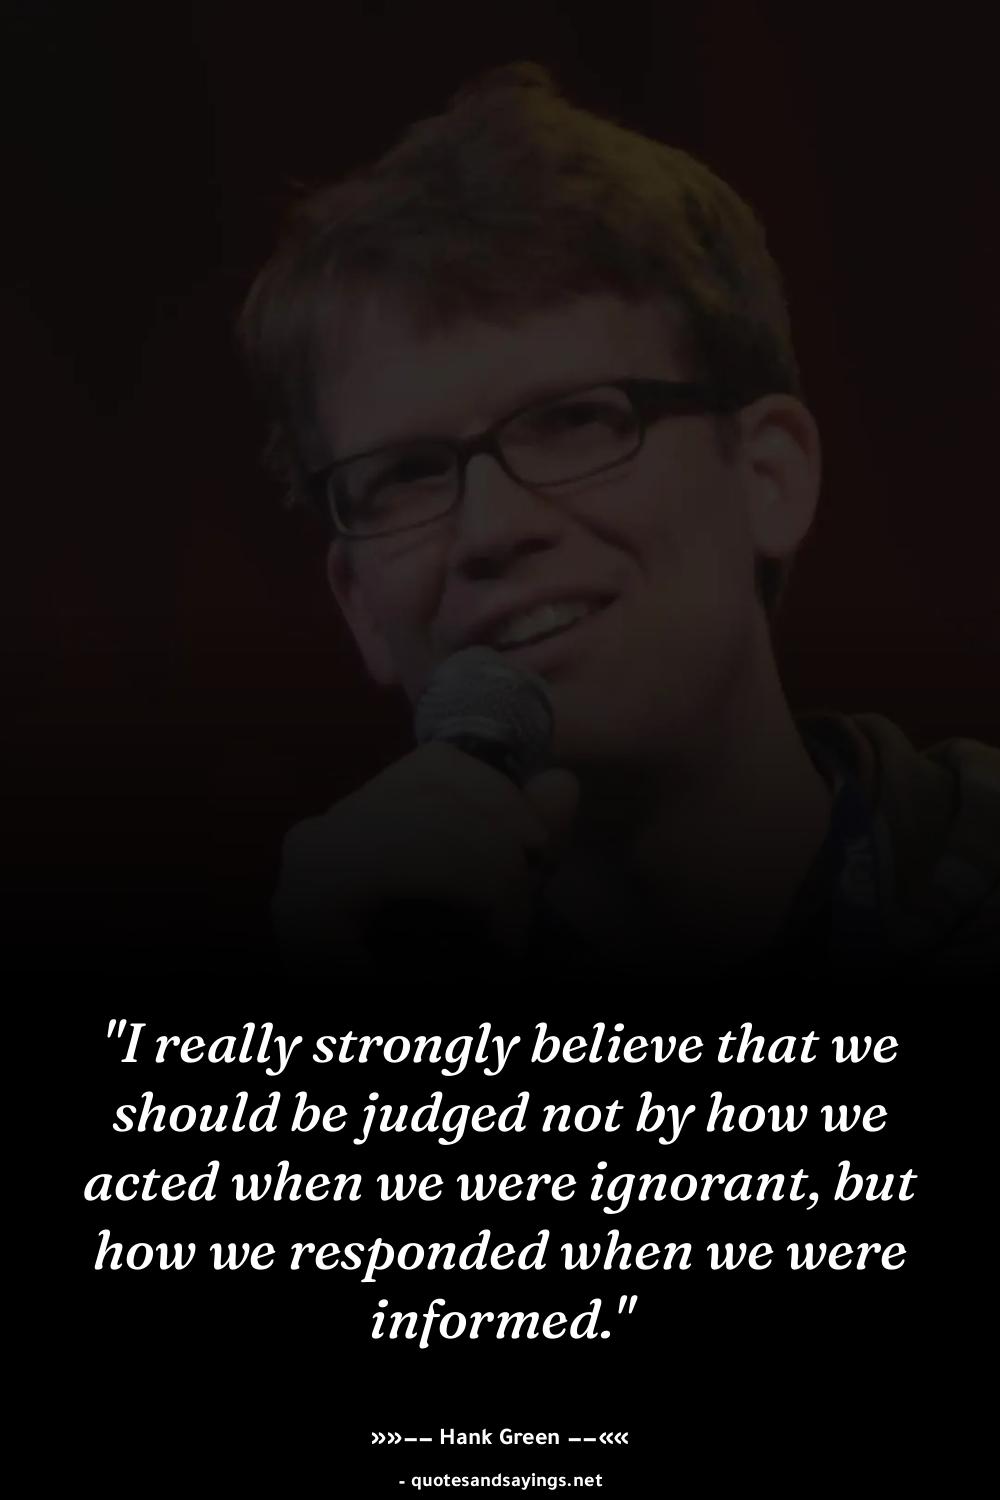 "I really strongly believe that we
should be judged not by how we
acted when we were ignorant, but
how we responded when we were
informed."
»»−− Hank Green −−««
- quotesandsayings.net